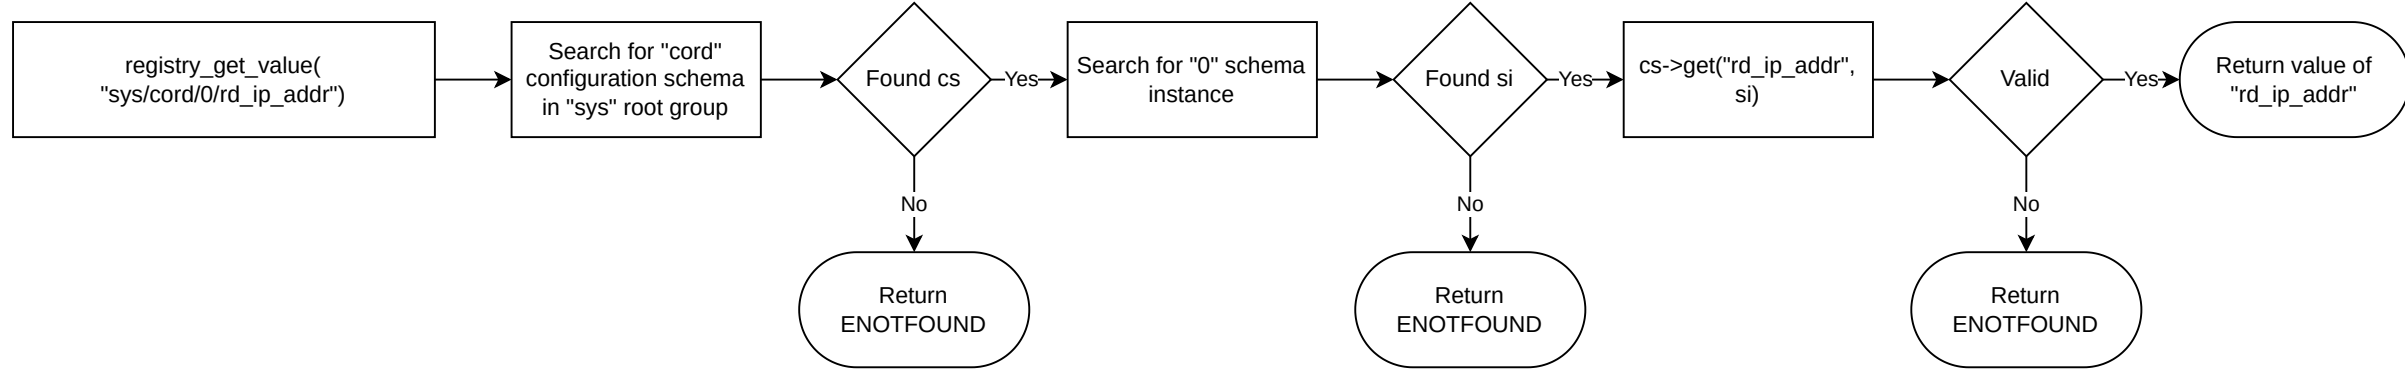 registry_get_value(
"sys/cord/0/rd_ip_addr")
Search for "cord"
configuration schema
in "sys" root group
Found cs
Yes
Search for "0" schema
instance
Found si
Yes
cs->get("rd_ip_addr",
si)
Valid
Yes
Return value of
"rd_ip_addr"
No
No
No
Return
ENOTFOUND
Return
ENOTFOUND
Return
ENOTFOUND